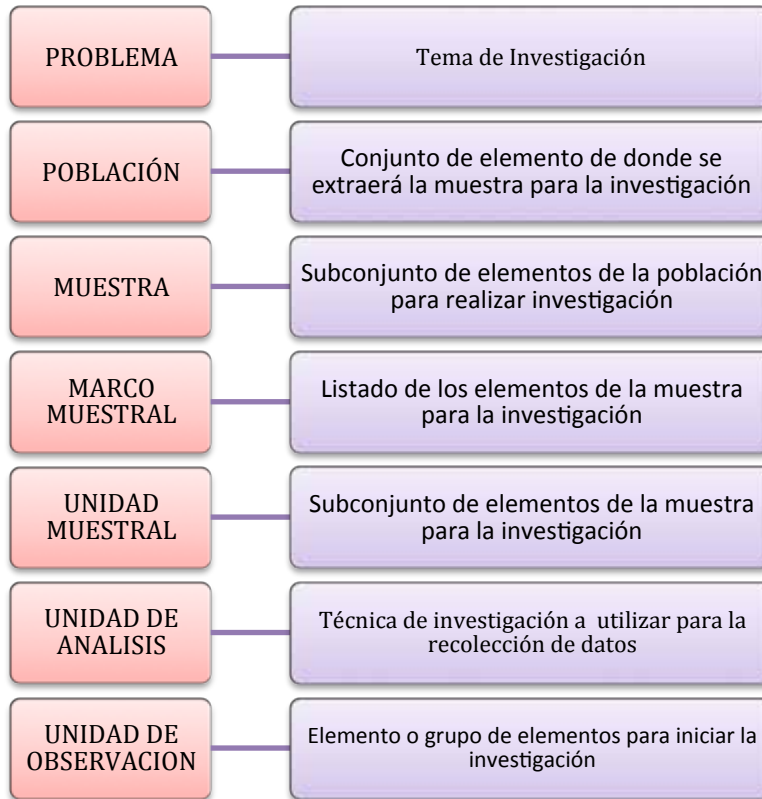 PROBLEMA
Tema de Investigación
POBLACIÓN
Conjunto de elemento de donde se
extraerá la muestra para la investigación
MUESTRA
Subconjunto de elementos de la población
para realizar investigación
MARCO
MUESTRAL
Listado de los elementos de la muestra
para la investigación
UNIDAD
MUESTRAL
Subconjunto de elementos de la muestra
para la investigación
UNIDAD DE
ANALISIS
Técnica de investigación a utilizar para la
recolección de datos
UNIDAD DE
OBSERVACION
Elemento o grupo de elementos para iniciar la
investigación